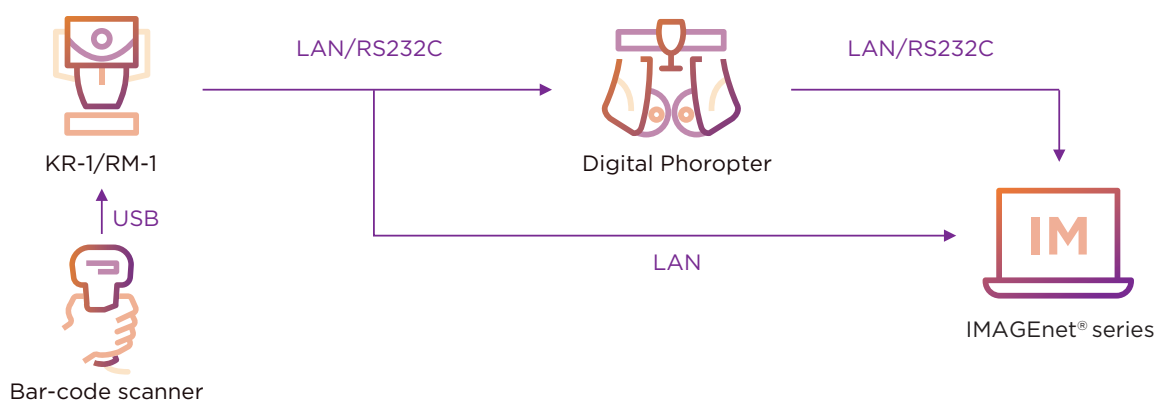 LAN/RS232C
LAN/RS232C
KR-1/RM-1
Digital Phoropter
USB
IM
LAN
IMAGEnet® series
Bar-code scanner